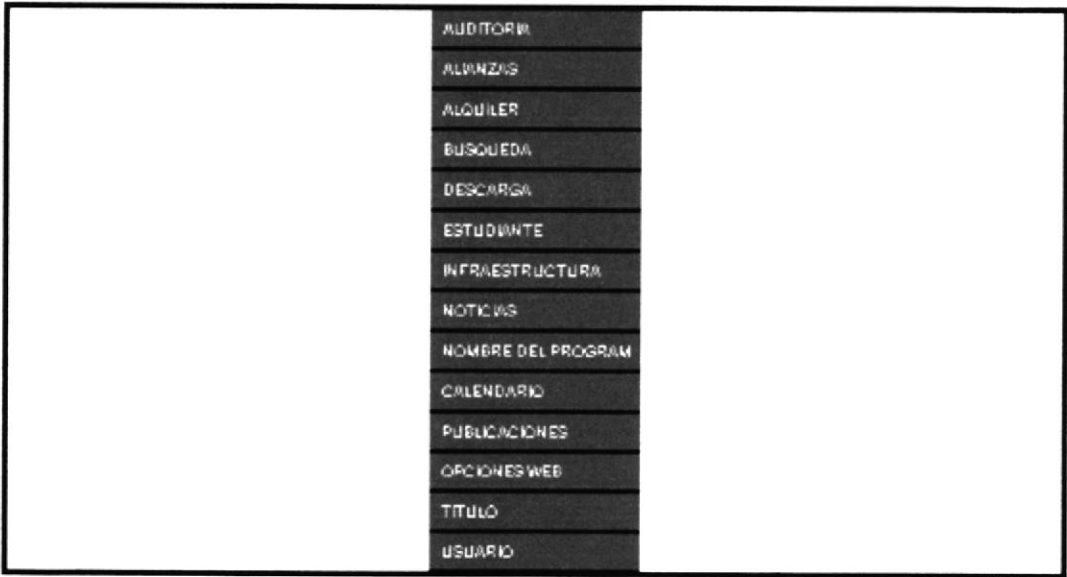 AUDITORIA
ALIANZAS
ALQUILER
BUSQUEDA
DESCARGA
ESTUDIANTE
INFRAESTRUCTURA
NOTICIAS
NOMBRE DEL PROGRAM
CALENDARIO
PUBLICACIONES
OPCIONES WEB
TITULO
USUARIO